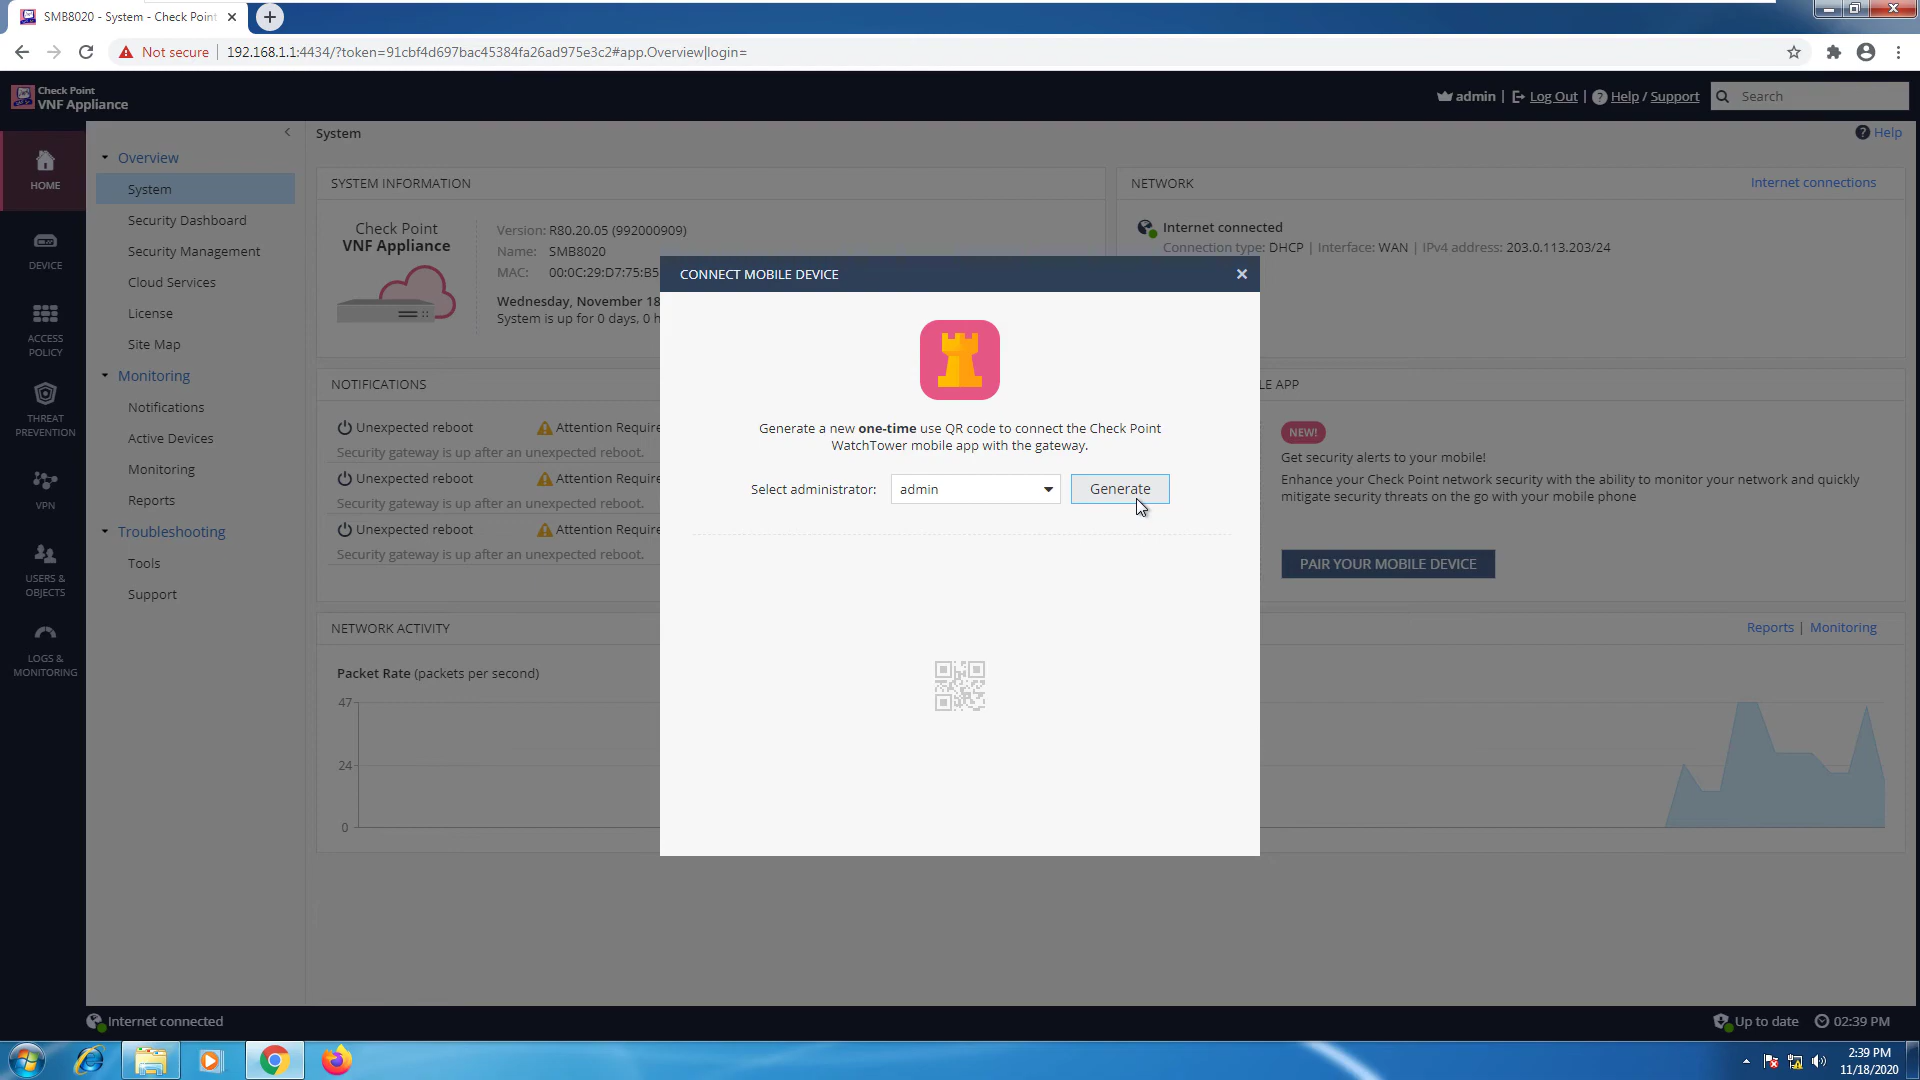 SMB8020 - System - Check Point
Not secure
192.168.1.1:4434/?token=91cbf4d697bac45384fa26ad975e3c2#app.Overview|login=
Check Point
VNF Appliance
admin | Log Out | Help / Support
Search
HOME
DEVICE
ACCESS
POLICY
THREAT
PREVENTION
VPN
USERS &
OBJECTS
LOGS &
MONITORING
Overview
System
Security Dashboard
Security Management
Cloud Services
License
Site Map
Monitoring
Notifications
Active Devices
Monitoring
Reports
Troubleshooting
Tools
Support
System
Help
SYSTEM INFORMATION
Check Point
VNF Appliance
Version: R80.20.05 (992000909)
Name: SMB8020
MAC: 00:0C:29:D7:75:B5
Wednesday, November 18
System is up for 0 days, 0 h
NETWORK
Internet connections
Internet connected
Connection type: DHCP | Interface: WAN | IPv4 address: 203.0.113.203/24
NOTIFICATIONS
Unexpected reboot
Attention Require
Security gateway is up after an unexpected reboot.
Unexpected reboot
Attention Require
Security gateway is up after an unexpected reboot.
Unexpected reboot
Attention Require
Security gateway is up after an unexpected reboot.
CONNECT MOBILE DEVICE
Generate a new one-time use QR code to connect the Check Point
WatchTower mobile app with the gateway.
Select administrator:
admin
Generate
LE APP
NEW!
Get security alerts to your mobile!
Enhance your Check Point network security with the ability to monitor your network and quickly
mitigate security threats on the go with your mobile phone
PAIR YOUR MOBILE DEVICE
NETWORK ACTIVITY
Reports | Monitoring
Packet Rate (packets per second)
47
24
0
Internet connected
Up to date
02:39 PM
2:39 PM
11/18/2020